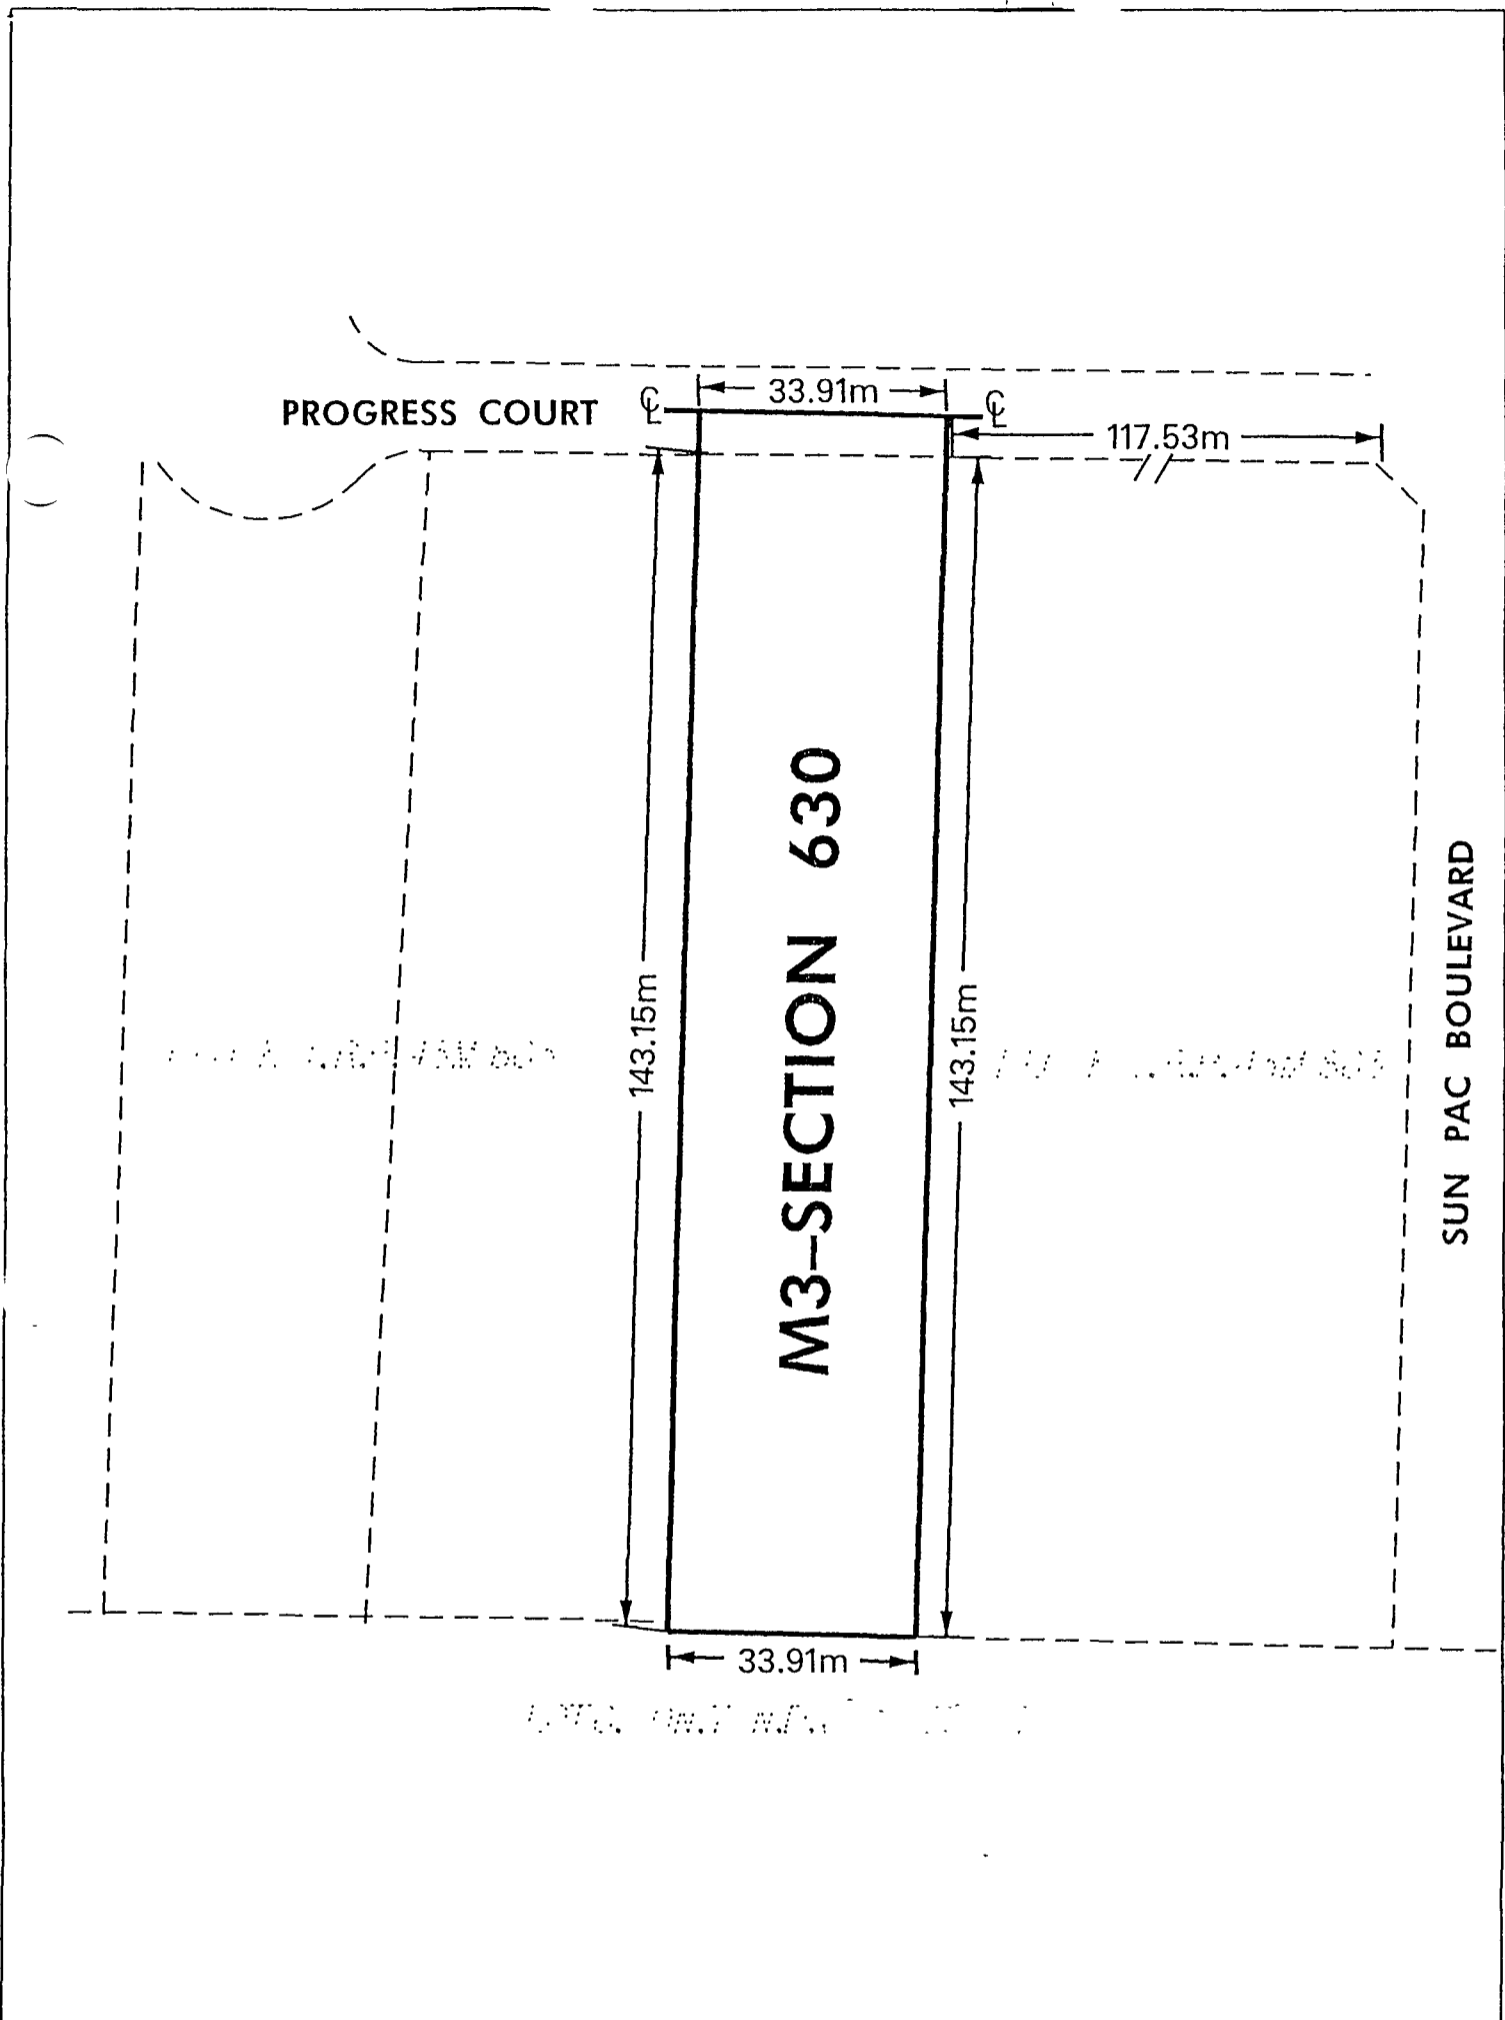 33.91m
PROGRESS COURT
℄
℄
117.53m
143.15m
M3–SECTION 630
143.15m
SUN PAC BOULEVARD
33.91m